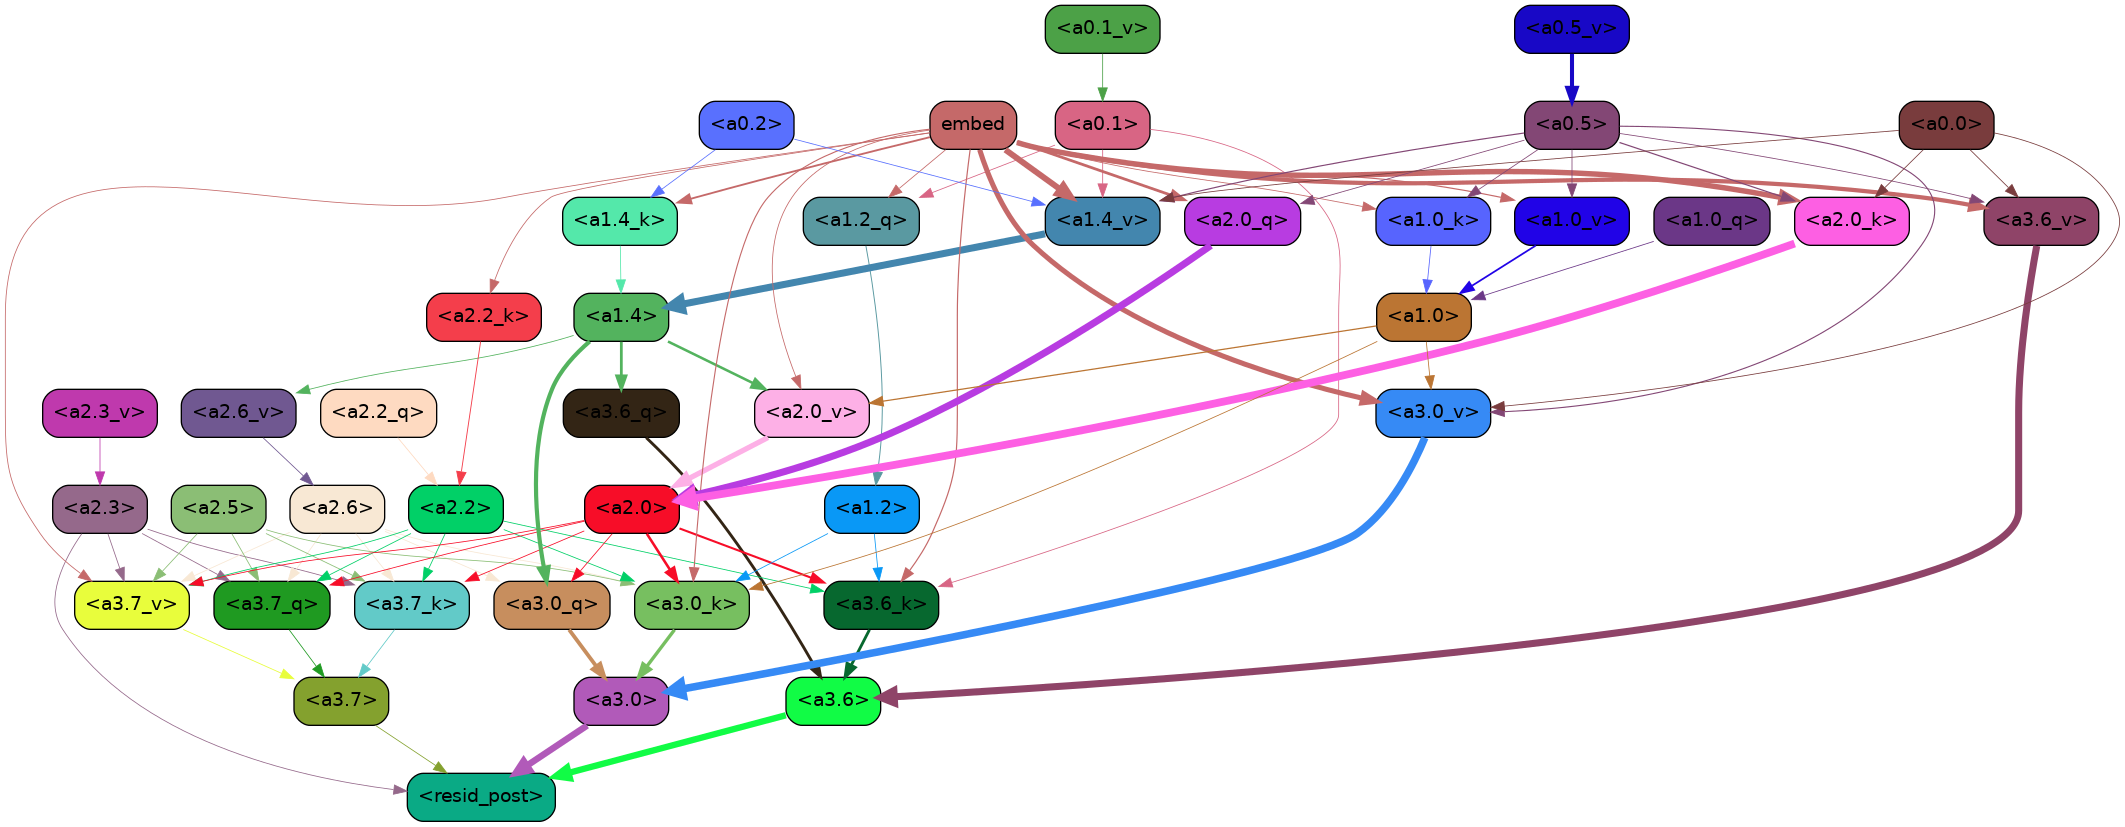 <a0.1_v>
<a0.5_v>
<a0.2>
embed
<a0.1>
<a0.5>
<a0.0>
<a1.4_k>
<a1.2_q>
<a1.4_v>
<a2.0_q>
<a1.0_k>
<a1.0_v>
<a1.0_q>
<a2.0_k>
<a3.6_v>
<a2.2_k>
<a1.4>
<a1.0>
<a2.3_v>
<a2.6_v>
<a2.2_q>
<a3.6_q>
<a2.0_v>
<a3.0_v>
<a2.3>
<a2.5>
<a2.6>
<a2.2>
<a2.0>
<a1.2>
<a3.7_v>
<a3.7_q>
<a3.7_k>
<a3.0_q>
<a3.0_k>
<a3.6_k>
<a3.7>
<a3.0>
<a3.6>
<resid_post>